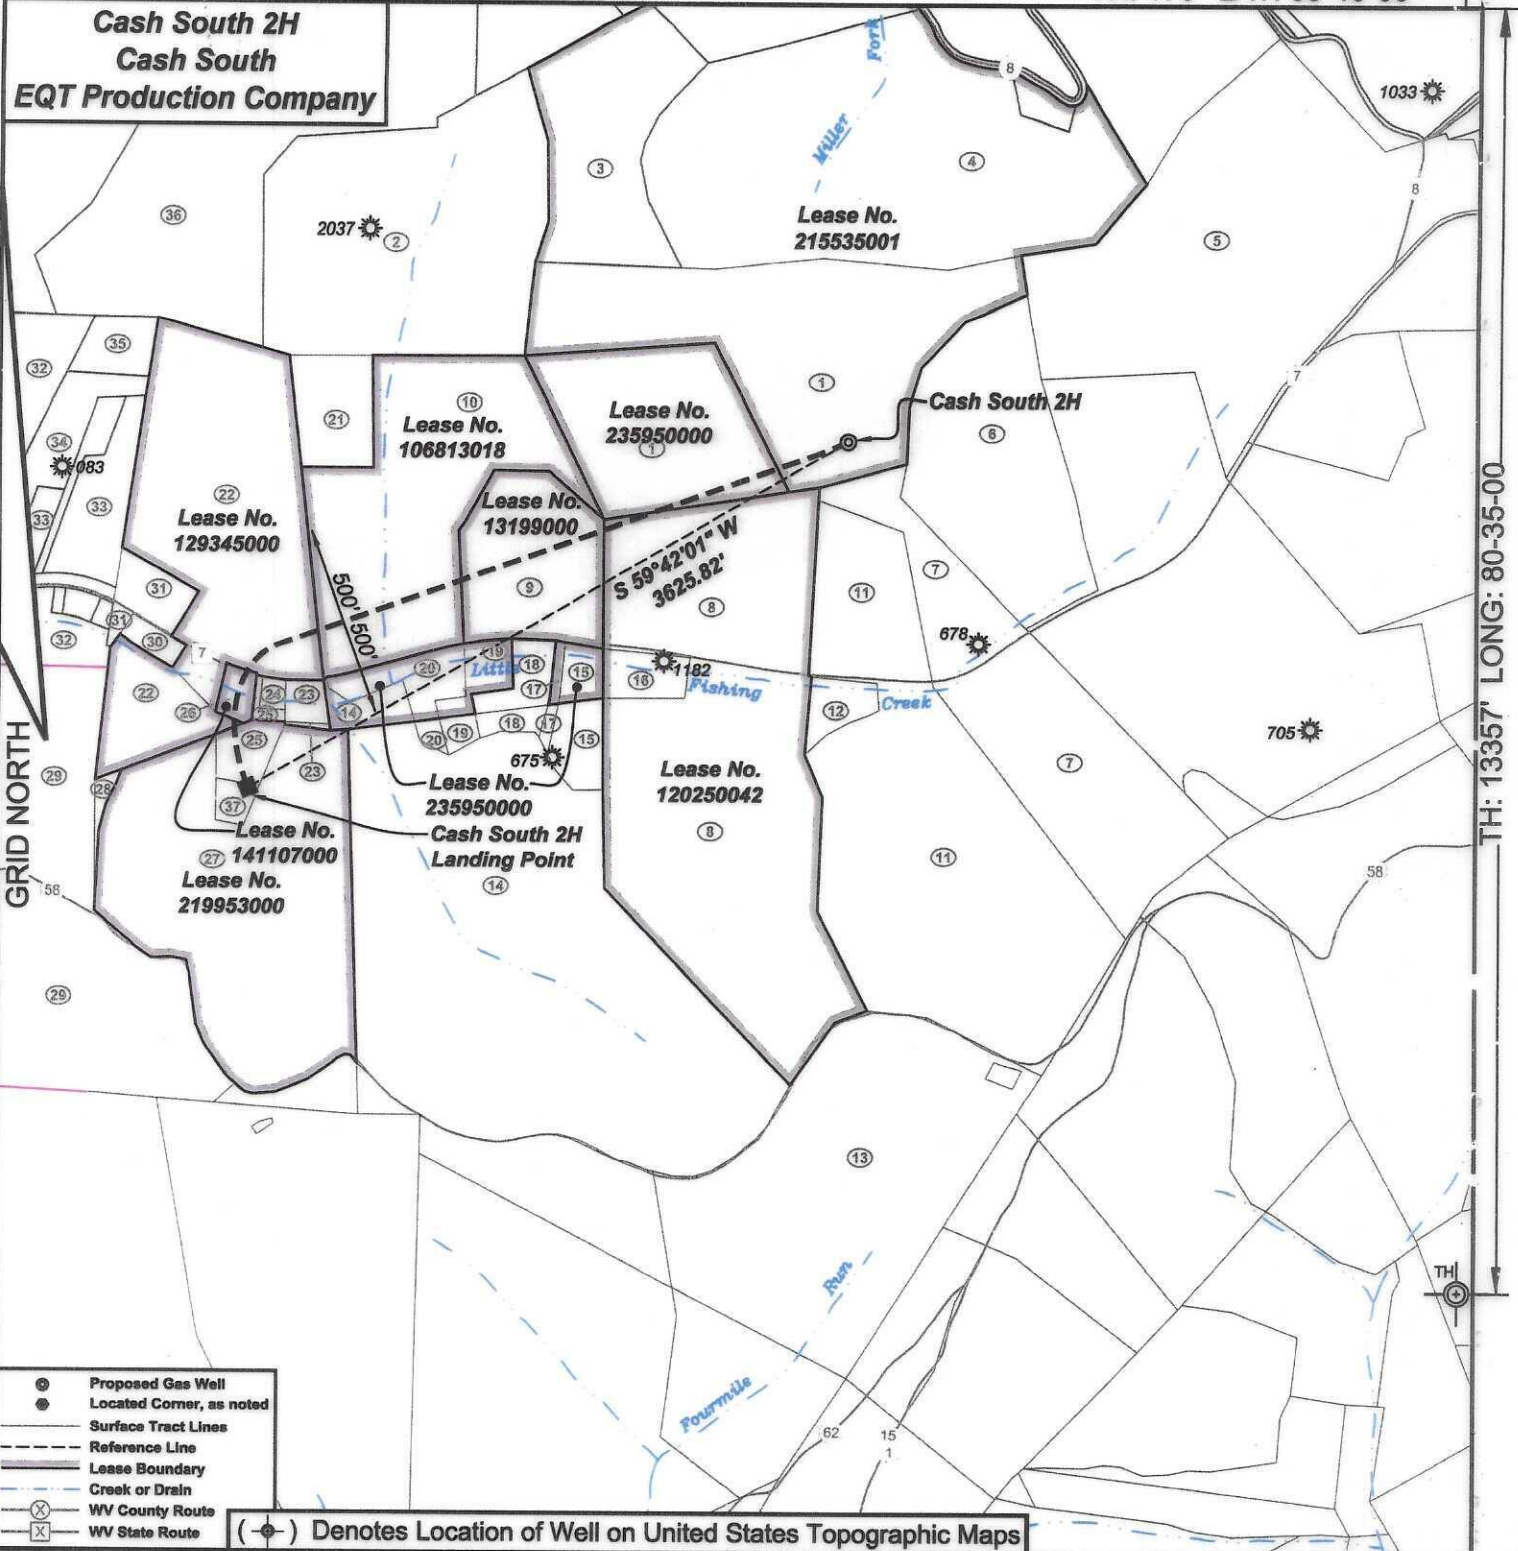 Cash South 2H
Cash South
EQT Production Company
8
1033
Fork
Miller
3
4
36
2037
2
Lease No.
215535001
5
8
35
32
1
7
21
10
Lease No.
106813018
Lease No.
235950000
1
Cash South 2H
6
34
083
22
33
33
Lease No.
129345000
Lease No.
13199000
S 59°42'01" W
3625.82'
31
9
8
11
7
500'
500'
31
30
32
7
678
22
24
23
20
19
18
15
1182
16
Little
Fishing
Creek
17
26
25
14
12
25
20
19
18
17
15
705
675
29
28
23
7
Lease No.
235950000
Lease No.
120250042
37
Lease No.
141107000
Cash South 2H
Landing Point
8
27
11
58
Lease No.
219953000
14
58
29
GRID NORTH
TH: 13357' LONG: 80-35-00
13
TH
Run
Fourmile
62
15
1
Proposed Gas Well
Located Corner, as noted
Surface Tract Lines
Reference Line
Lease Boundary
Creek or Drain
X WV County Route
X WV State Route
( ) Denotes Location of Well on United States Topographic Maps